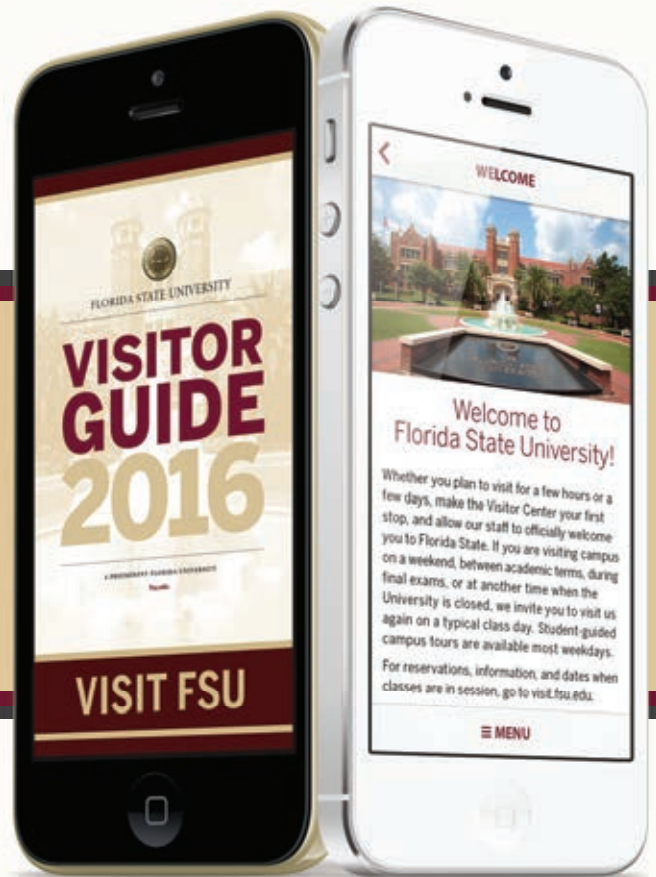 FLORIDA STATE UNIVERSITY
VISITOR
GUIDE
2016
A PREEMINENT FLORIDA UNIVERSITY
VISIT FSU
WELCOME
Welcome to
Florida State University!
Whether you plan to visit for a few hours or a
few days, make the Visitor Center your first
stop, and allow our staff to officially welcome
you to Florida State. If you are visiting campus
on a weekend, between academic terms, during
final exams, or at another time when the
University is closed, we invite you to visit us
again on a typical class day. Student-guided
campus tours are available most weekdays.
For reservations, information, and dates when
classes are in session, go to visit.fsu.edu.
MENU